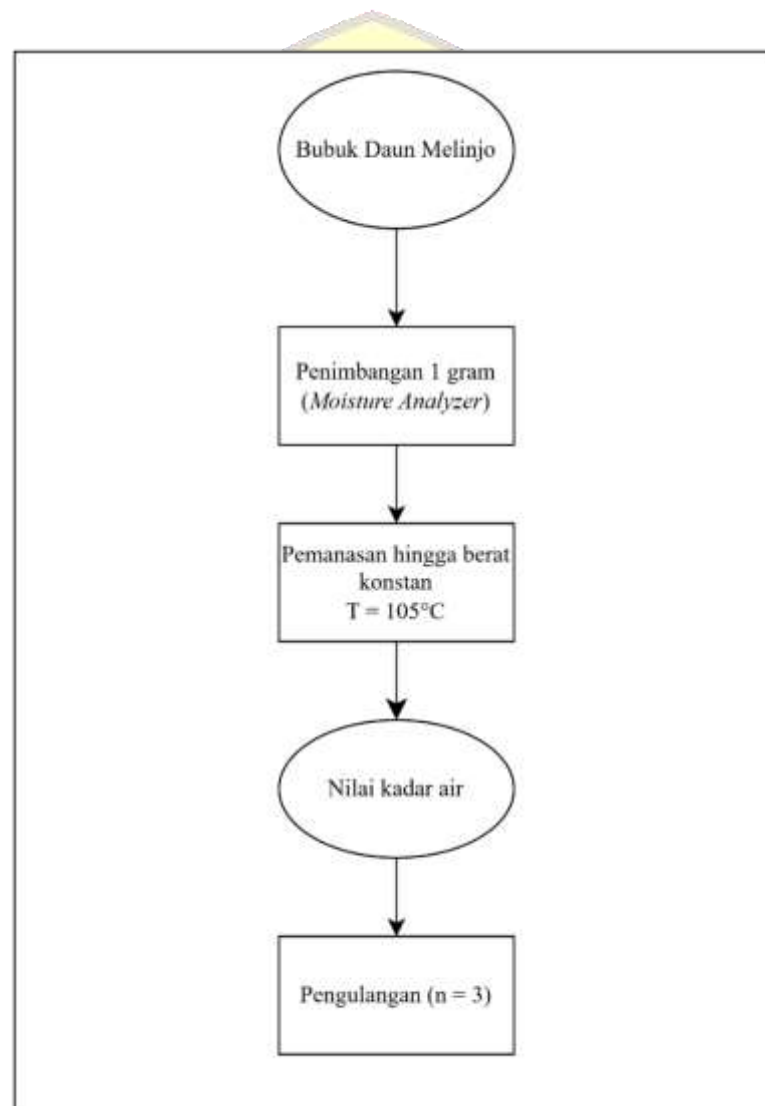 Bubuk Daun Melinjo
Penimbangan 1 gram
(Moisture Analyzer)
Pemanasan hingga berat
konstan
T = 105°C
Nilai kadar air
Pengulangan (n = 3)